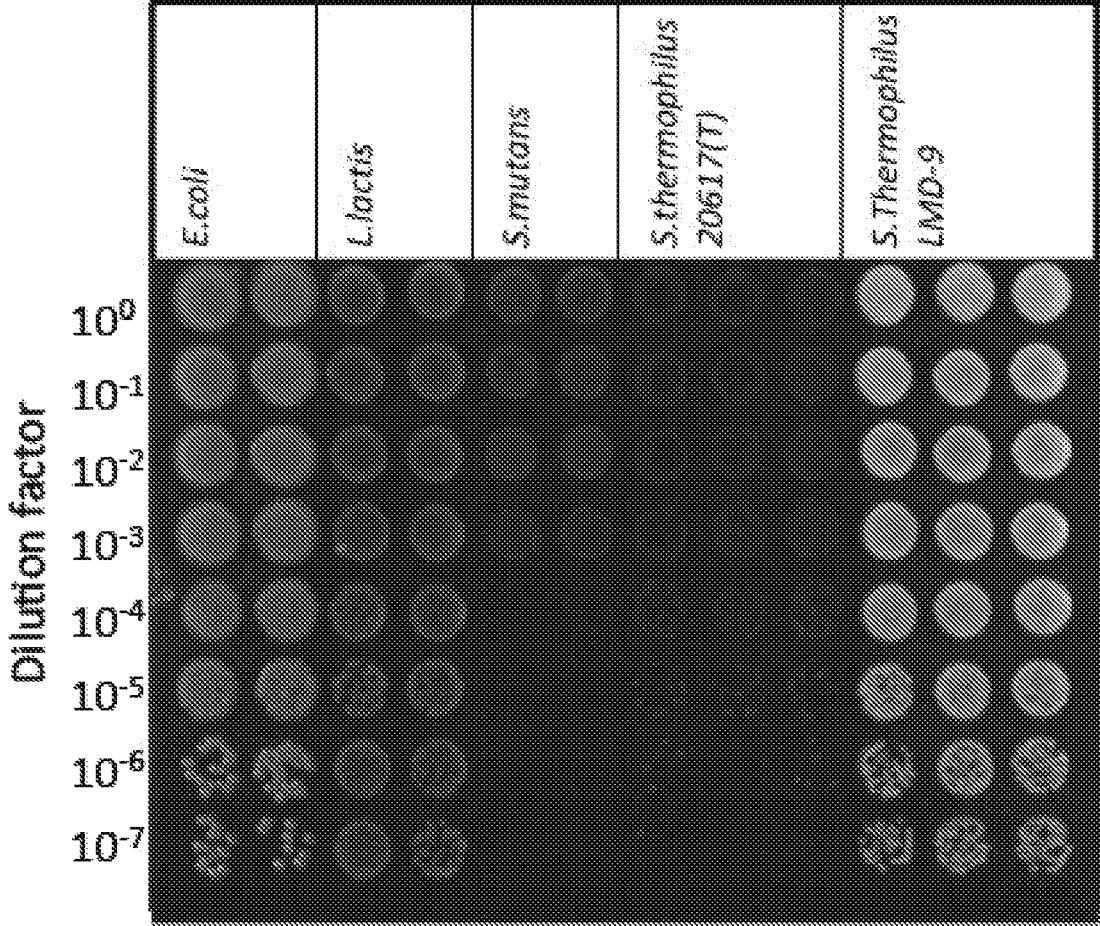 E.coli
L.lactis
S.mutans
S.thermophilus
20617(T)
S.Thermophilus
LMD-9
Dilution factor
10⁰
10⁻¹
10⁻²
10⁻³
10⁻⁴
10⁻⁵
10⁻⁶
10⁻⁷